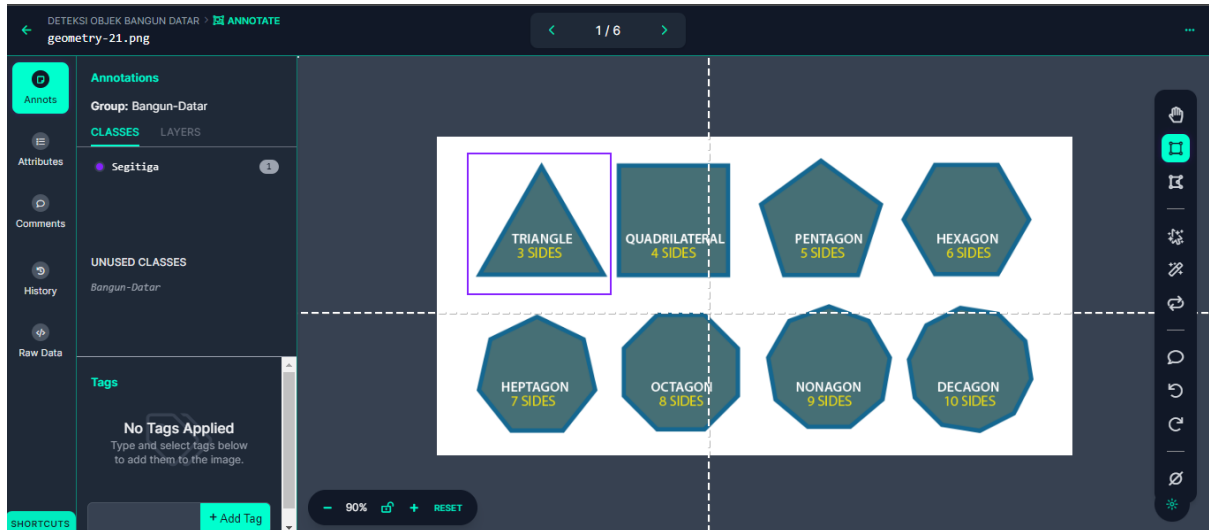 DETEKSI OBJEK BANGUN DATAR > ANNOTATE
geometry-21.png
1 / 6
Annots
Attributes
Comments
History
Raw Data
SHORTCUTS
Annotations
Group: Bangun-Datar
CLASSES LAYERS
Segitiga 1
UNUSED CLASSES
Bangun-Datar
Tags
No Tags Applied
Type and select tags below
to add them to the image.
+ Add Tag
TRIANGLE
3 SIDES
QUADRILATERAL
4 SIDES
PENTAGON
5 SIDES
HEXAGON
6 SIDES
HEPTAGON
7 SIDES
OCTAGON
8 SIDES
NONAGON
9 SIDES
DECAGON
10 SIDES
− 90% + RESET